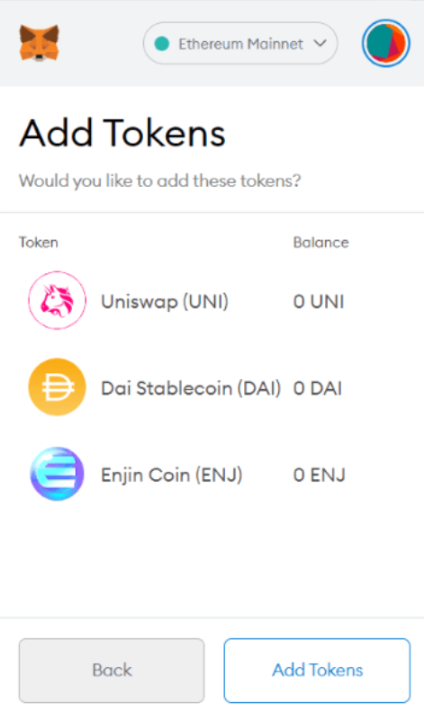 Ethereum Mainnet
Add Tokens
Would you like to add these tokens?
Token Balance
Uniswap (UNI) 0 UNI
Dai Stablecoin (DAI) 0 DAI
Enjin Coin (ENJ) 0 ENJ
Back Add Tokens